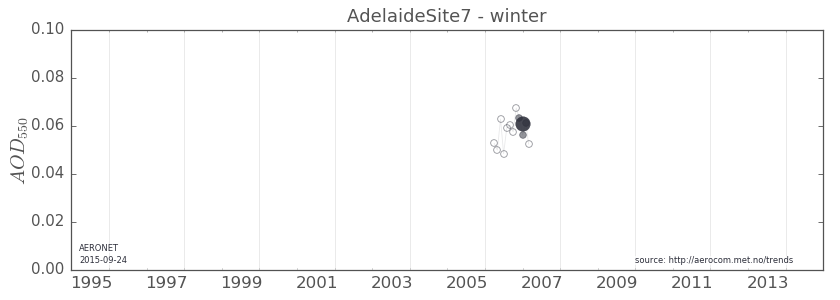 AdelaideSite7 - winter
0.10
0.08
0.06
0.04
0.02
0.00
AOD550
AERONET
2015-09-24
source: http://aerocom.met.no/trends
1995 1997 1999 2001 2003 2005 2007 2009 2011 2013